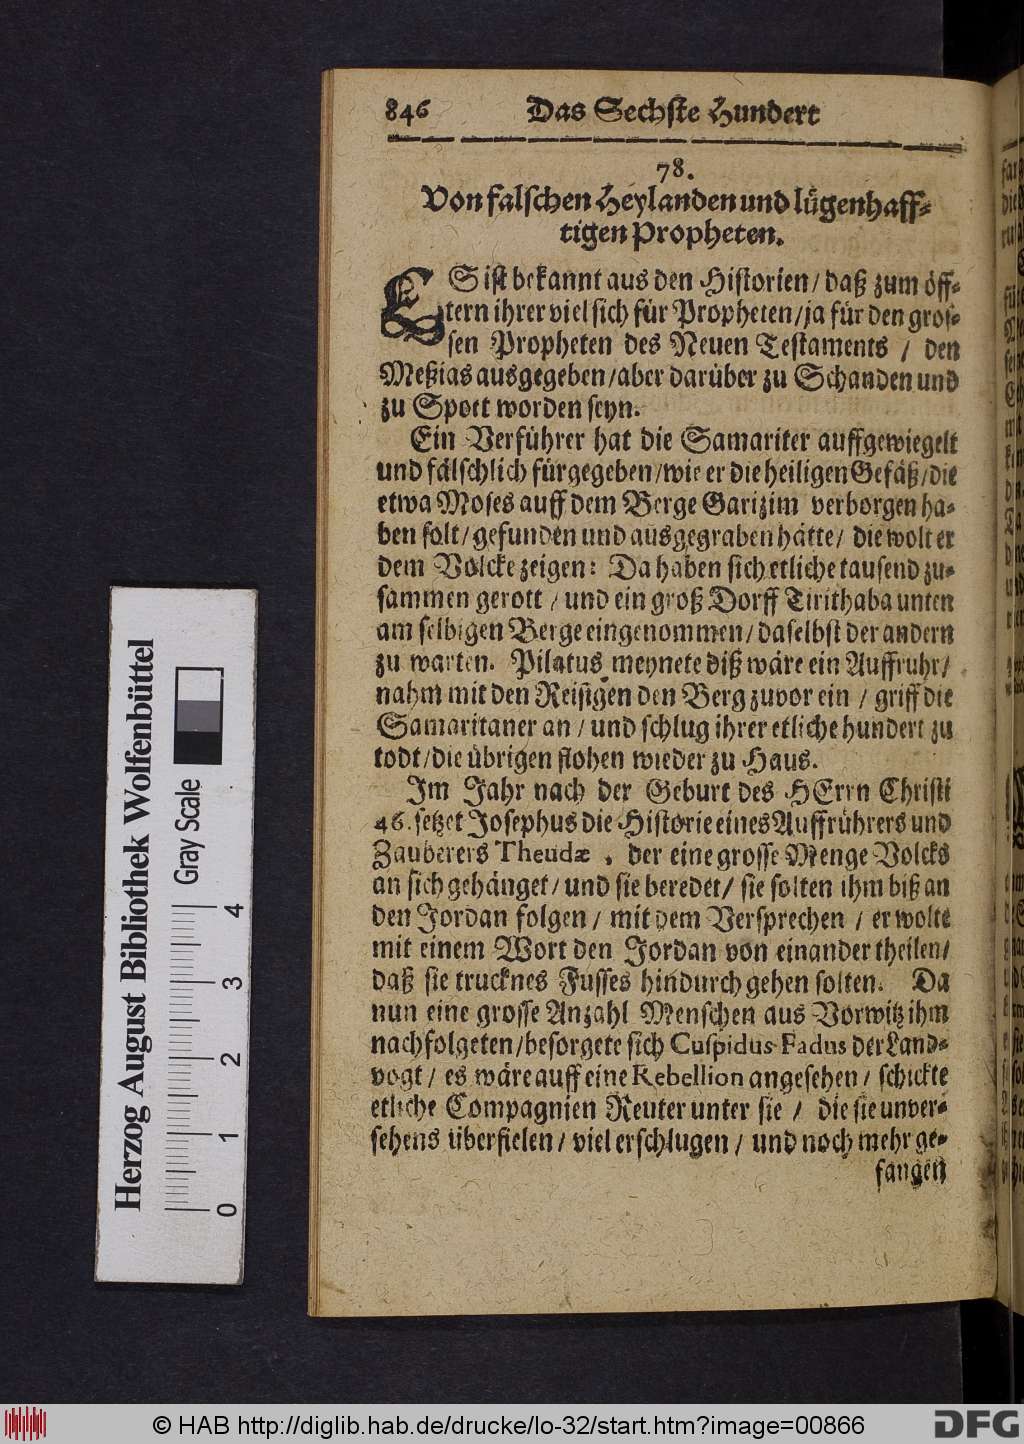 846 Das Sechste Hundert
78.
Von falschen Heylanden und lügenhaff-
tigen Propheten.
ES ist bekannt aus den Historien / daß zum öff-
tern ihrer viel sich für Propheten / ja für den gros-
sen Propheten des Neuen Testaments / den
Meßias ausgegeben / aber darüber zu Schanden und
zu Spott worden seyn.
Ein Verführer hat die Samariter auffgewiegelt
und fälschlich fürgegeben / wie er die heiligen Gefäß / die
etwa Moses auff dem Berge Garizim verborgen ha-
ben solt / gefunden und ausgegraben hätte / die wolt er
dem Volcke zeigen: Da haben sich etliche tausend zu-
sammen gerott / und ein groß Dorff Tirithaba unten
am selbigen Berge eingenommen / daselbst der andern
zu warten. Pilatus meynete diß wäre ein Auffruhr /
nahm mit den Reisigen den Berg zuvor ein / griff die
Samaritaner an / und schlug ihrer etliche hundert zu
todt / die übrigen flohen wieder zu Haus.
Im Jahr nach der Geburt des HErrn Christi
46. setzet Josephus die Historie eines Auffrührers und
Zauberers Theudæ , der eine grosse Menge Volcks
an sich gehänget / und sie beredet / sie solten ihm biß an
den Jordan folgen / mit dem Versprechen / er wolte
mit einem Wort den Jordan von einander theilen /
daß sie trucknes Fusses hindurch gehen solten. Da
nun eine grosse Anzahl Menschen aus Vorwitz ihm
nachfolgeten / besorgete sich Cuspidus Fadus der Land-
vogt / es wäre auff eine Rebellion angesehen / schickte
etliche Compagnien Reuter unter sie / die sie unver-
sehens überfielen / viel erschlugen / und noch mehr ge-
fangen
Herzog August Bibliothek Wolfenbüttel
Gray Scale
0 1 2 3 4
© HAB http://diglib.hab.de/drucke/lo-32/start.htm?image=00866
DFG